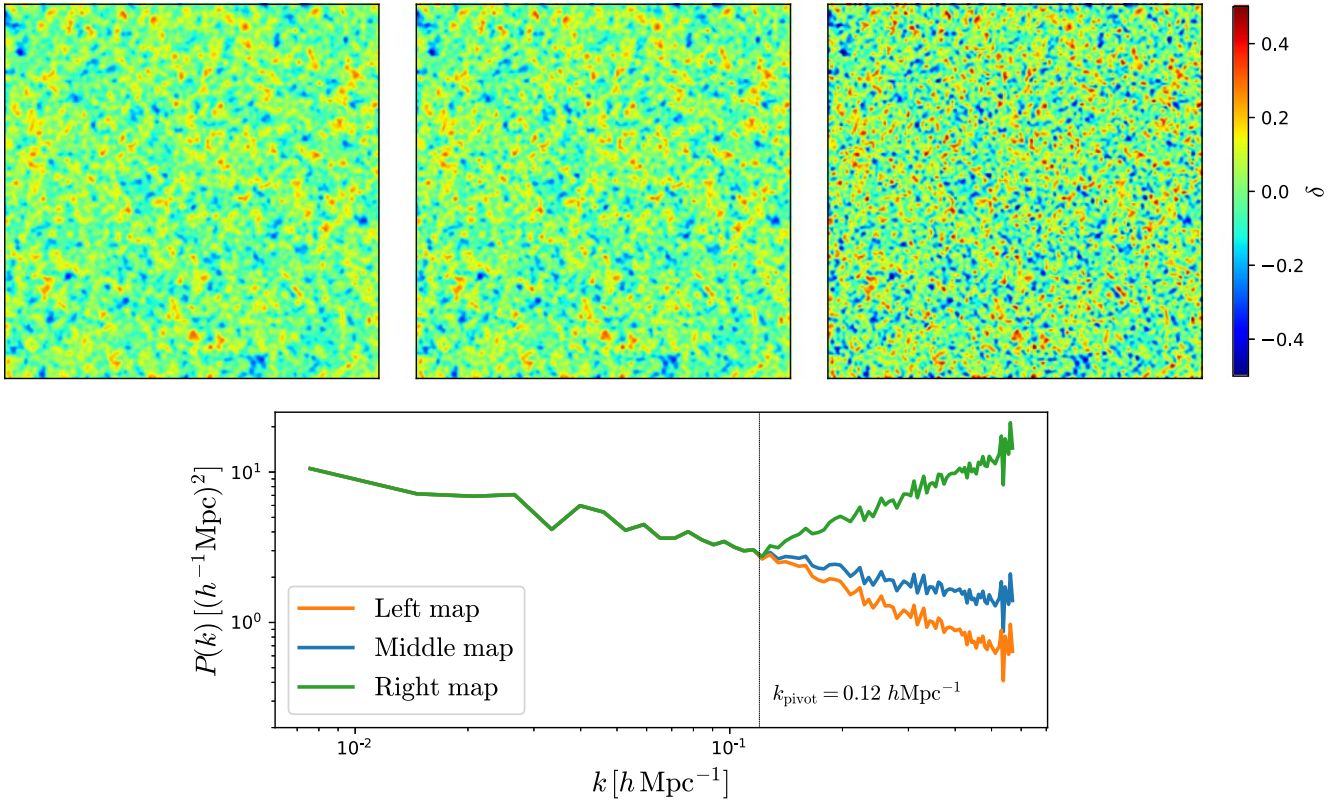 0.4
0.2
0.0
−0.2
−0.4
δ
10¹
10⁰
P(k) [(h⁻¹Mpc)²]
Left map
Middle map
Right map
k_pivot = 0.12 hMpc⁻¹
10⁻²
10⁻¹
k [h Mpc⁻¹]